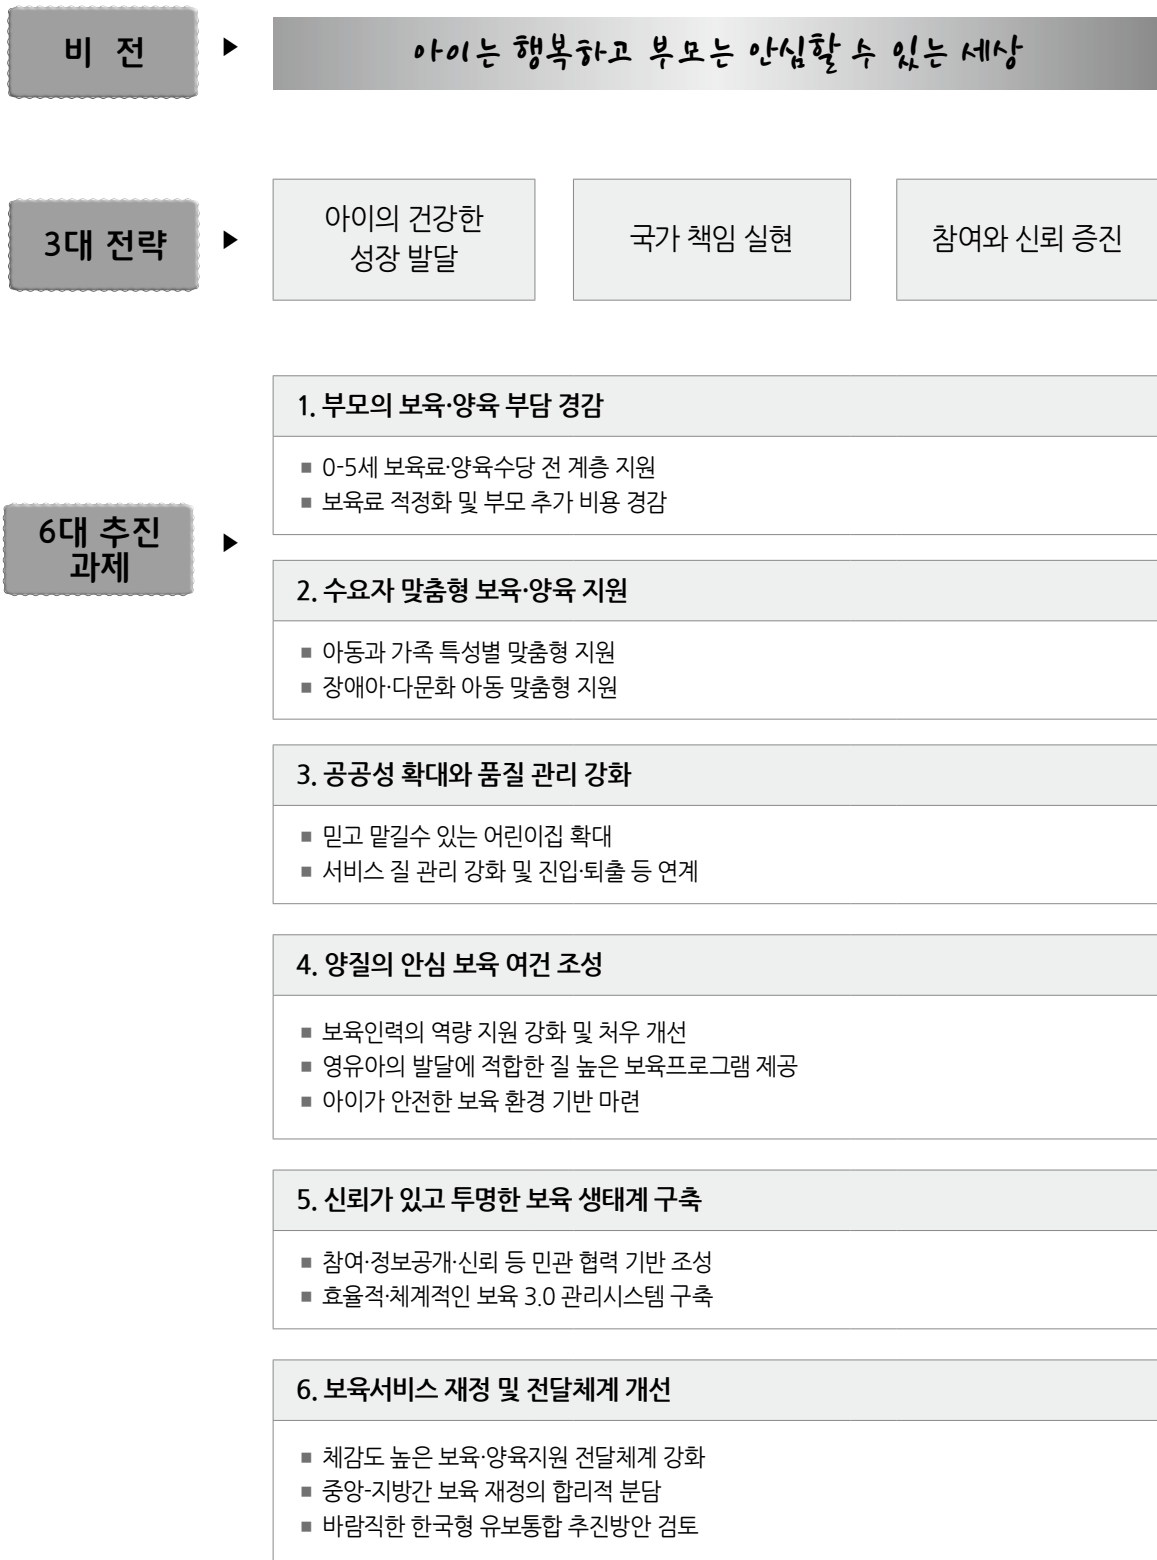 비 전
아이는 행복하고 부모는 안심할 수 있는 세상
3대 전략
아이의 건강한
성장 발달
국가 책임 실현
참여와 신뢰 증진
6대 추진
과제
1. 부모의 보육·양육 부담 경감
■ 0-5세 보육료·양육수당 전 계층 지원
■ 보육료 적정화 및 부모 추가 비용 경감
2. 수요자 맞춤형 보육·양육 지원
■ 아동과 가족 특성별 맞춤형 지원
■ 장애아·다문화 아동 맞춤형 지원
3. 공공성 확대와 품질 관리 강화
■ 믿고 맡길수 있는 어린이집 확대
■ 서비스 질 관리 강화 및 진입·퇴출 등 연계
4. 양질의 안심 보육 여건 조성
■ 보육인력의 역량 지원 강화 및 처우 개선
■ 영유아의 발달에 적합한 질 높은 보육프로그램 제공
■ 아이가 안전한 보육 환경 기반 마련
5. 신뢰가 있고 투명한 보육 생태계 구축
■ 참여·정보공개·신뢰 등 민관 협력 기반 조성
■ 효율적·체계적인 보육 3.0 관리시스템 구축
6. 보육서비스 재정 및 전달체계 개선
■ 체감도 높은 보육·양육지원 전달체계 강화
■ 중앙-지방간 보육 재정의 합리적 분담
■ 바람직한 한국형 유보통합 추진방안 검토